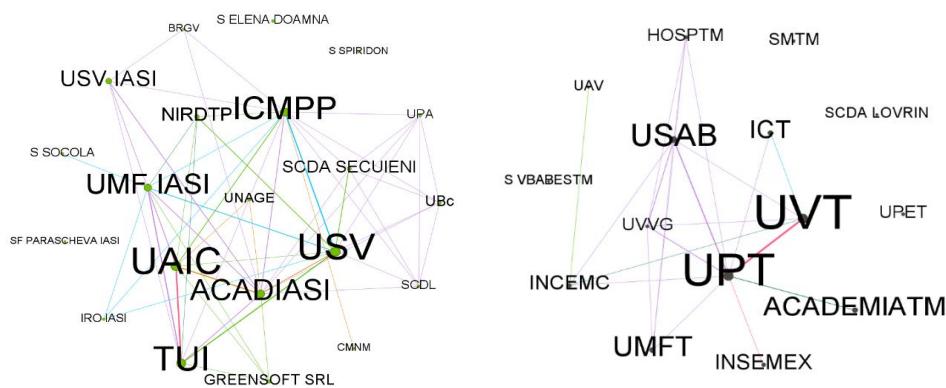 S ELENA DOAMNA
BRGV
S SPIRIDON
USV IASI
NIRDTP
ICMPP
UPA
S SOCOLA
SCDA SECUIENI
UMF IASI
UNAGE
UBc
SF PARASCHEVA IASI
UAIC
USV
ACADIASI
SCDL
IRO IASI
TUI
CMNM
GREENSOFT SRL
HOSPTM
SMTM
UAV
SCDA LOVRIN
USAB
ICT
S VBABESTM
UVVG
UVT
UPET
INCEMC
UPT
ACADEMIATM
UMFT
INSEMEX